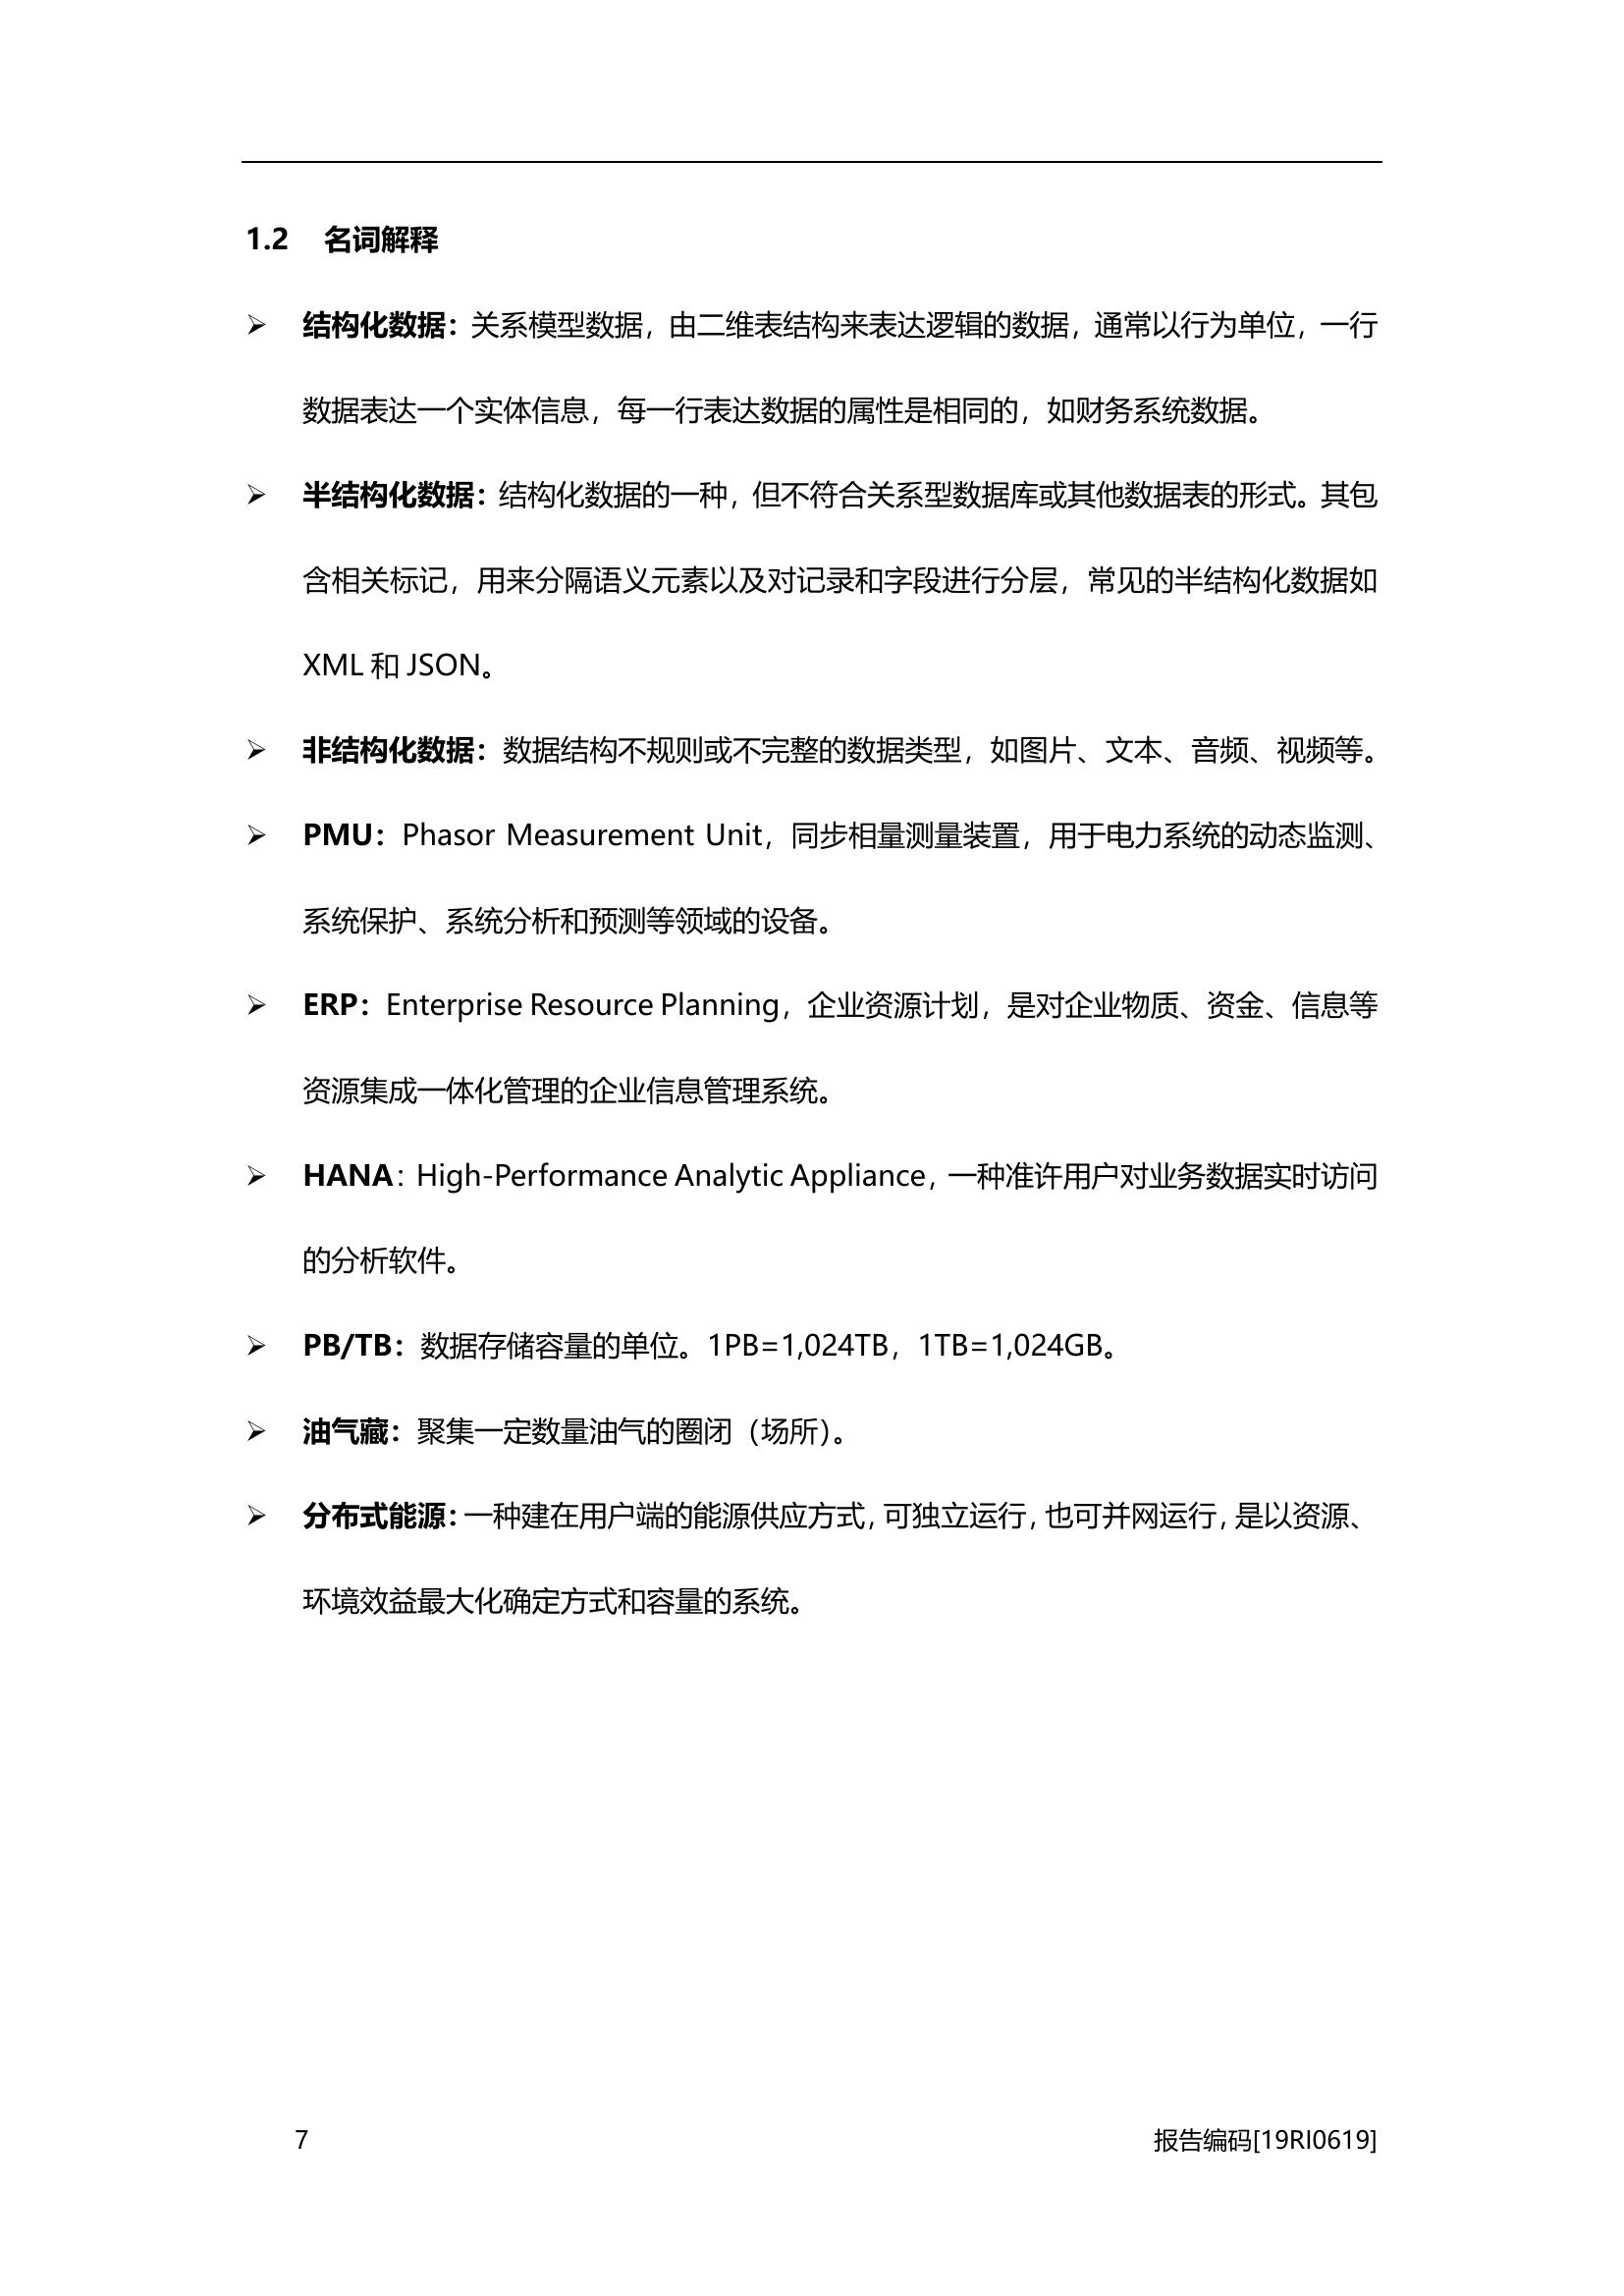 1.2 名词解释
➢ 结构化数据：关系模型数据，由二维表结构来表达逻辑的数据，通常以行为单位，一行
数据表达一个实体信息，每一行表达数据的属性是相同的，如财务系统数据。
➢ 半结构化数据：结构化数据的一种，但不符合关系型数据库或其他数据表的形式。其包
含相关标记，用来分隔语义元素以及对记录和字段进行分层，常见的半结构化数据如
XML 和 JSON。
➢ 非结构化数据：数据结构不规则或不完整的数据类型，如图片、文本、音频、视频等。
➢ PMU：Phasor Measurement Unit，同步相量测量装置，用于电力系统的动态监测、
系统保护、系统分析和预测等领域的设备。
➢ ERP：Enterprise Resource Planning，企业资源计划，是对企业物质、资金、信息等
资源集成一体化管理的企业信息管理系统。
➢ HANA：High-Performance Analytic Appliance，一种准许用户对业务数据实时访问
的分析软件。
➢ PB/TB：数据存储容量的单位。1PB=1,024TB，1TB=1,024GB。
➢ 油气藏：聚集一定数量油气的圈闭（场所）。
➢ 分布式能源：一种建在用户端的能源供应方式，可独立运行，也可并网运行，是以资源、
环境效益最大化确定方式和容量的系统。
7 报告编码[19RI0619]